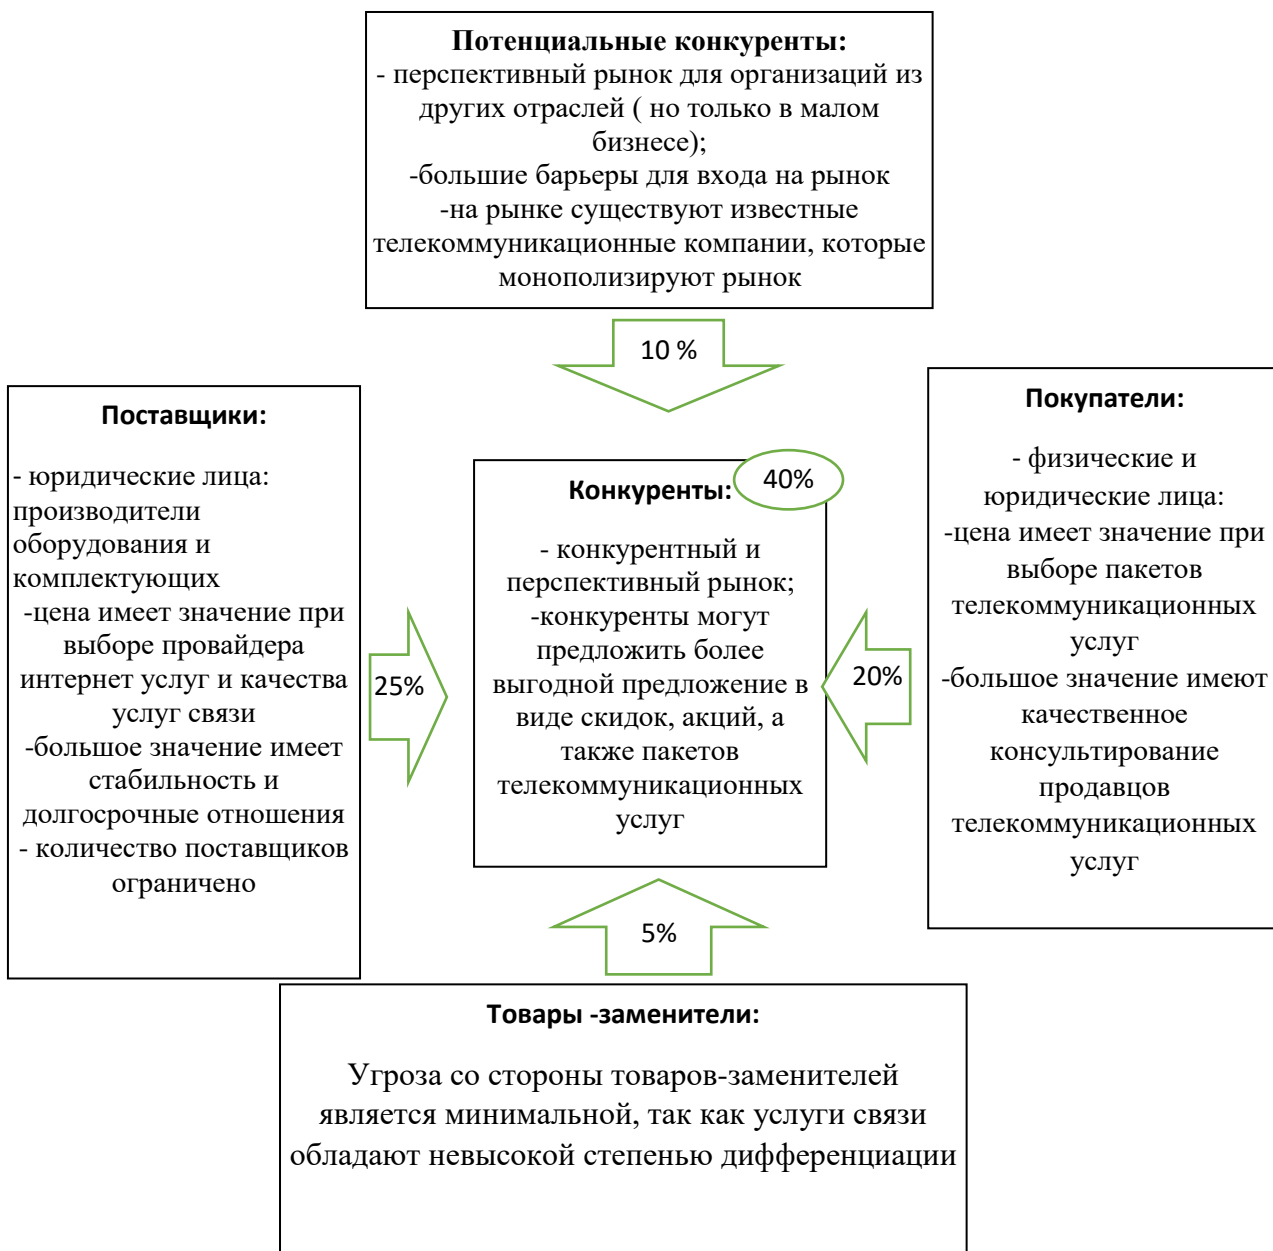 Потенциальные конкуренты:
- перспективный рынок для организаций из
других отраслей ( но только в малом
бизнесе);
-большие барьеры для входа на рынок
-на рынке существуют известные
телекоммуникационные компании, которые
монополизируют рынок
10 %
Поставщики:
- юридические лица:
производители
оборудования и
комплектующих
-цена имеет значение при
выборе провайдера
интернет услуг и качества
услуг связи
-большое значение имеет
стабильность и
долгосрочные отношения
- количество поставщиков
ограничено
25%
Конкуренты:
40%
- конкурентный и
перспективный рынок;
-конкуренты могут
предложить более
выгодной предложение в
виде скидок, акций, а
также пакетов
телекоммуникационных
услуг
20%
Покупатели:
- физические и
юридические лица:
-цена имеет значение при
выборе пакетов
телекоммуникационных
услуг
-большое значение имеют
качественное
консультирование
продавцов
телекоммуникационных
услуг
5%
Товары -заменители:
Угроза со стороны товаров-заменителей
является минимальной, так как услуги связи
обладают невысокой степенью дифференциации